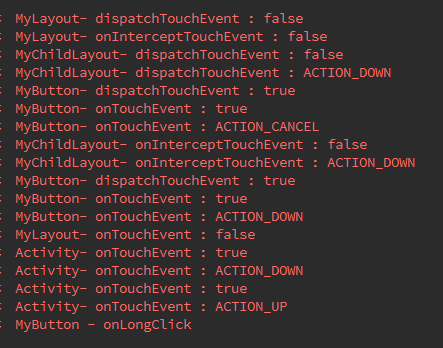 MyLayout- dispatchTouchEvent : false
MyLayout- onInterceptTouchEvent : false
MyChildLayout- dispatchTouchEvent : false
MyChildLayout- dispatchTouchEvent : ACTION_DOWN
MyButton- dispatchTouchEvent : true
MyButton- onTouchEvent : true
MyButton- onTouchEvent : ACTION_CANCEL
MyChildLayout- onInterceptTouchEvent : false
MyChildLayout- onInterceptTouchEvent : ACTION_DOWN
MyButton- dispatchTouchEvent : true
MyButton- onTouchEvent : true
MyButton- onTouchEvent : ACTION_DOWN
MyLayout- onTouchEvent : false
Activity- onTouchEvent : true
Activity- onTouchEvent : ACTION_DOWN
Activity- onTouchEvent : true
Activity- onTouchEvent : ACTION_UP
MyButton - onLongClick